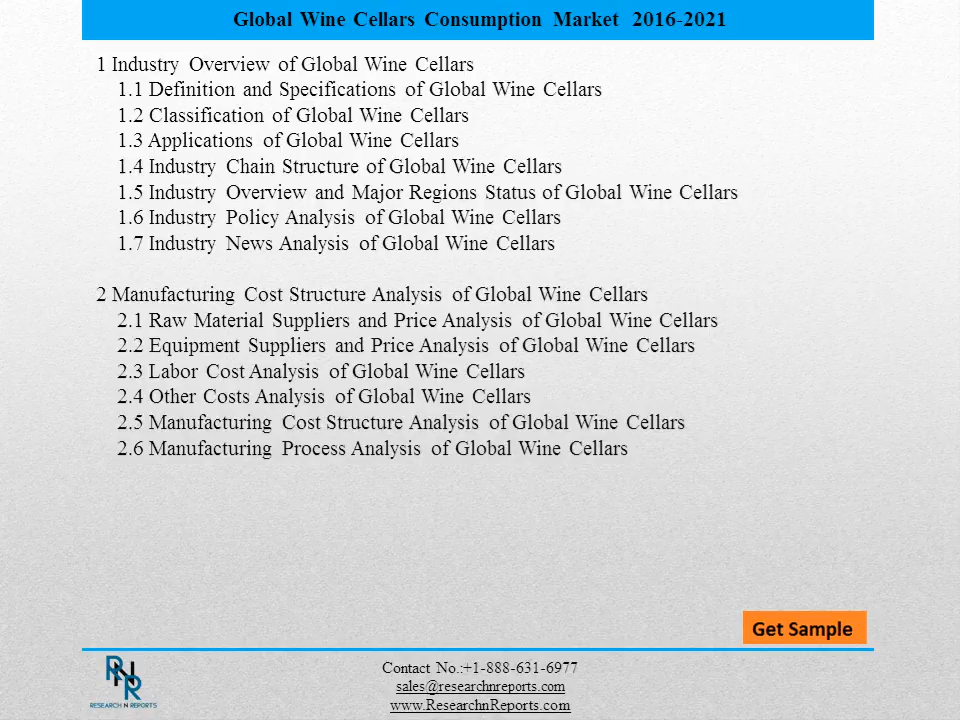 Global Wine Cellars Consumption Market 2016-2021
1 Industry Overview of Global Wine Cellars
1.1 Definition and Specifications of Global Wine Cellars
1.2 Classification of Global Wine Cellars
1.3 Applications of Global Wine Cellars
1.4 Industry Chain Structure of Global Wine Cellars
1.5 Industry Overview and Major Regions Status of Global Wine Cellars
1.6 Industry Policy Analysis of Global Wine Cellars
1.7 Industry News Analysis of Global Wine Cellars
2 Manufacturing Cost Structure Analysis of Global Wine Cellars
2.1 Raw Material Suppliers and Price Analysis of Global Wine Cellars
2.2 Equipment Suppliers and Price Analysis of Global Wine Cellars
2.3 Labor Cost Analysis of Global Wine Cellars
2.4 Other Costs Analysis of Global Wine Cellars
2.5 Manufacturing Cost Structure Analysis of Global Wine Cellars
2.6 Manufacturing Process Analysis of Global Wine Cellars
Get Sample
RNR
RESEARCH N REPORTS
Contact No.:+1-888-631-6977
sales@researchnreports.com
www.ResearchnReports.com